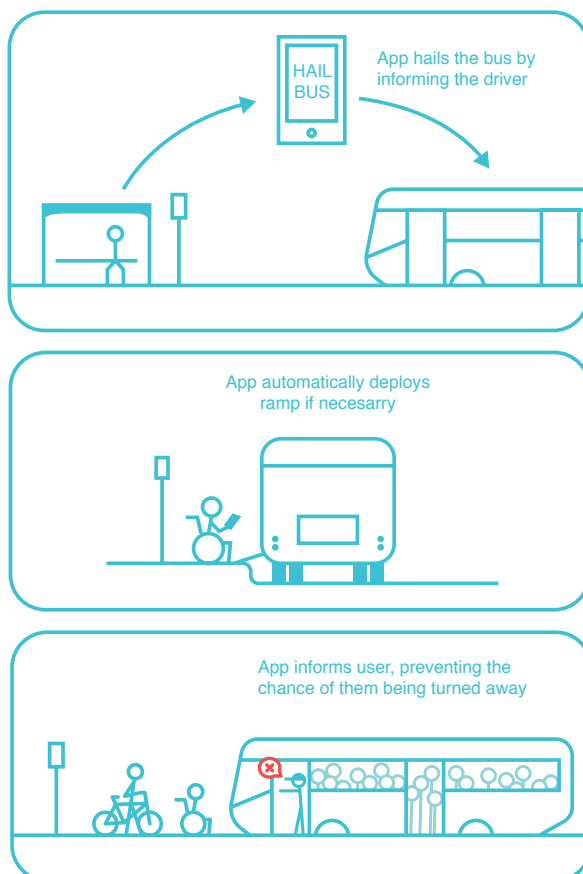 HAIL
BUS
App hails the bus by
informing the driver
App automatically deploys
ramp if necesarry
App informs user, preventing the
chance of them being turned away